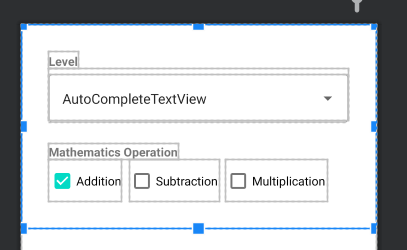 Level
AutoCompleteTextView
Mathematics Operation
Addition Subtraction Multiplication